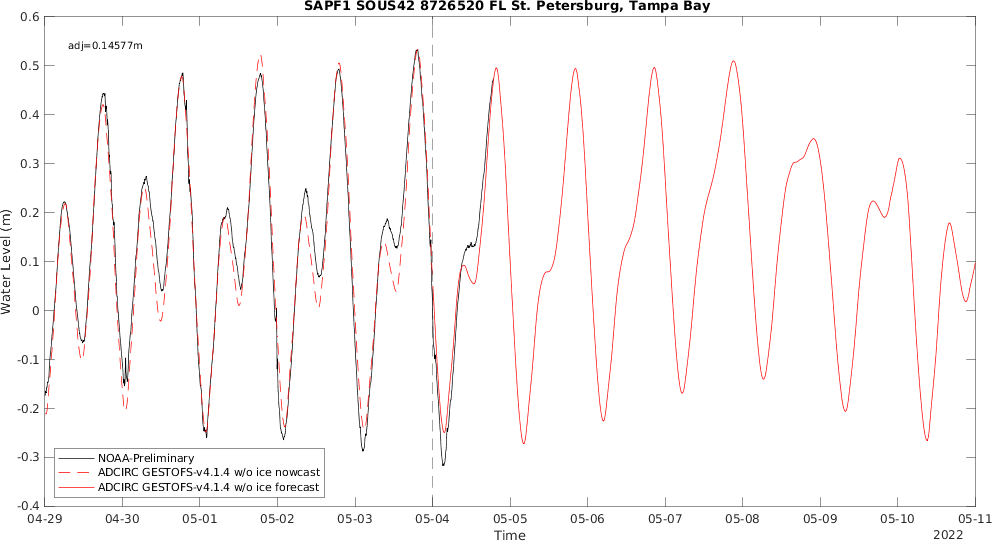 SAPF1 SOUS42 8726520 FL St. Petersburg, Tampa Bay
0.6
adj=0.14577m
0.5
0.4
0.3
0.2
0.1
0
-0.1
-0.2
-0.3
-0.4
Water Level (m)
NOAA-Preliminary
ADCIRC GESTOFS-v4.1.4 w/o ice nowcast
ADCIRC GESTOFS-v4.1.4 w/o ice forecast
04-29 04-30 05-01 05-02 05-03 05-04 05-05 05-06 05-07 05-08 05-09 05-10 05-11
Time
2022